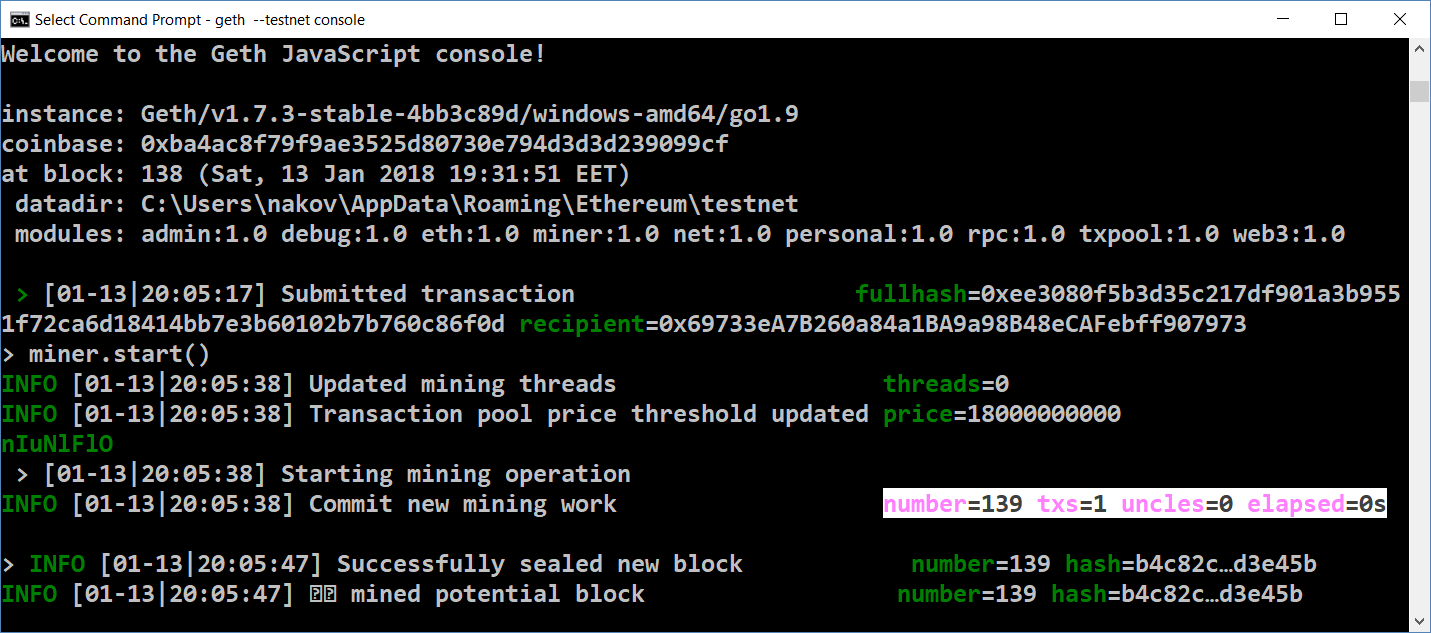 Select Command Prompt - geth  --testnet console
Welcome to the Geth JavaScript console!
instance: Geth/v1.7.3-stable-4bb3c89d/windows-amd64/go1.9
coinbase: 0xba4ac8f79f9ae3525d80730e794d3d3d239099cf
at block: 138 (Sat, 13 Jan 2018 19:31:51 EET)
 datadir: C:\Users\nakov\AppData\Roaming\Ethereum\testnet
 modules: admin:1.0 debug:1.0 eth:1.0 miner:1.0 net:1.0 personal:1.0 rpc:1.0 txpool:1.0 web3:1.0
 > [01-13|20:05:17] Submitted transaction                    fullhash=0xee3080f5b3d35c217df901a3b955
1f72ca6d18414bb7e3b60102b7b760c86f0d recipient=0x69733eA7B260a84a1BA9a98B48eCAFebff907973
> miner.start()
INFO [01-13|20:05:38] Updated mining threads                   threads=0
INFO [01-13|20:05:38] Transaction pool price threshold updated price=18000000000
nIuNlFlO
 > [01-13|20:05:38] Starting mining operation
INFO [01-13|20:05:38] Commit new mining work                   number=139 txs=1 uncles=0 elapsed=0s
> INFO [01-13|20:05:47] Successfully sealed new block            number=139 hash=b4c82c…d3e45b
INFO [01-13|20:05:47] mined potential block                  number=139 hash=b4c82c…d3e45b